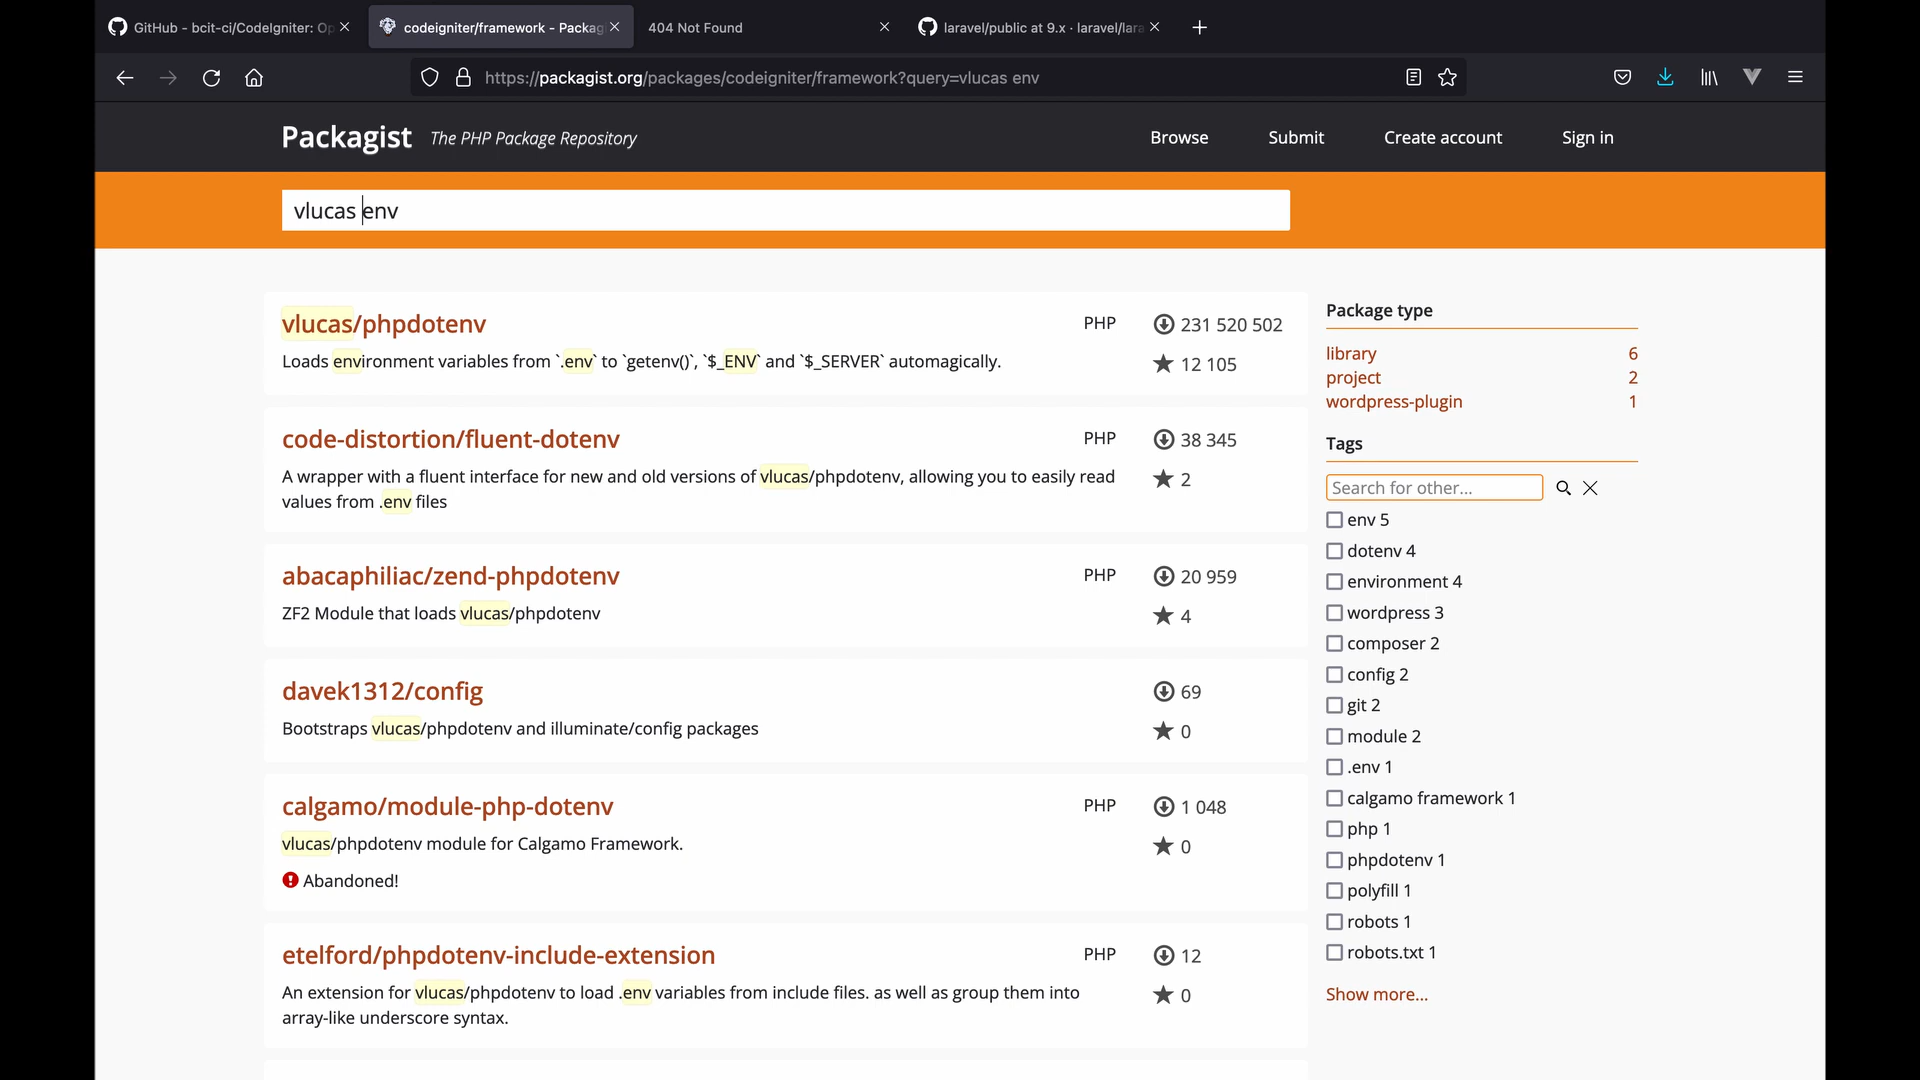 GitHub - bcit-ci/CodeIgniter: Op
codeigniter/framework - Packag
404 Not Found
laravel/public at 9.x · laravel/lara
https://packagist.org/packages/codeigniter/framework?query=vlucas env
Packagist
The PHP Package Repository
Browse
Submit
Create account
Sign in
vlucas env
vlucas/phpdotenv
PHP
231 520 502
Loads environment variables from `.env` to `getenv()`, `$_ENV` and `$_SERVER` automagically.
12 105
code-distortion/fluent-dotenv
PHP
38 345
A wrapper with a fluent interface for new and old versions of vlucas/phpdotenv, allowing you to easily read
values from .env files
2
abacaphiliac/zend-phpdotenv
PHP
20 959
ZF2 Module that loads vlucas/phpdotenv
4
davek1312/config
69
Bootstraps vlucas/phpdotenv and illuminate/config packages
0
calgamo/module-php-dotenv
PHP
1 048
vlucas/phpdotenv module for Calgamo Framework.
0
Abandoned!
etelford/phpdotenv-include-extension
PHP
12
An extension for vlucas/phpdotenv to load .env variables from include files. as well as group them into
array-like underscore syntax.
0
Package type
library 6
project 2
wordpress-plugin 1
Tags
Search for other...
env 5
dotenv 4
environment 4
wordpress 3
composer 2
config 2
git 2
module 2
.env 1
calgamo framework 1
php 1
phpdotenv 1
polyfill 1
robots 1
robots.txt 1
Show more...